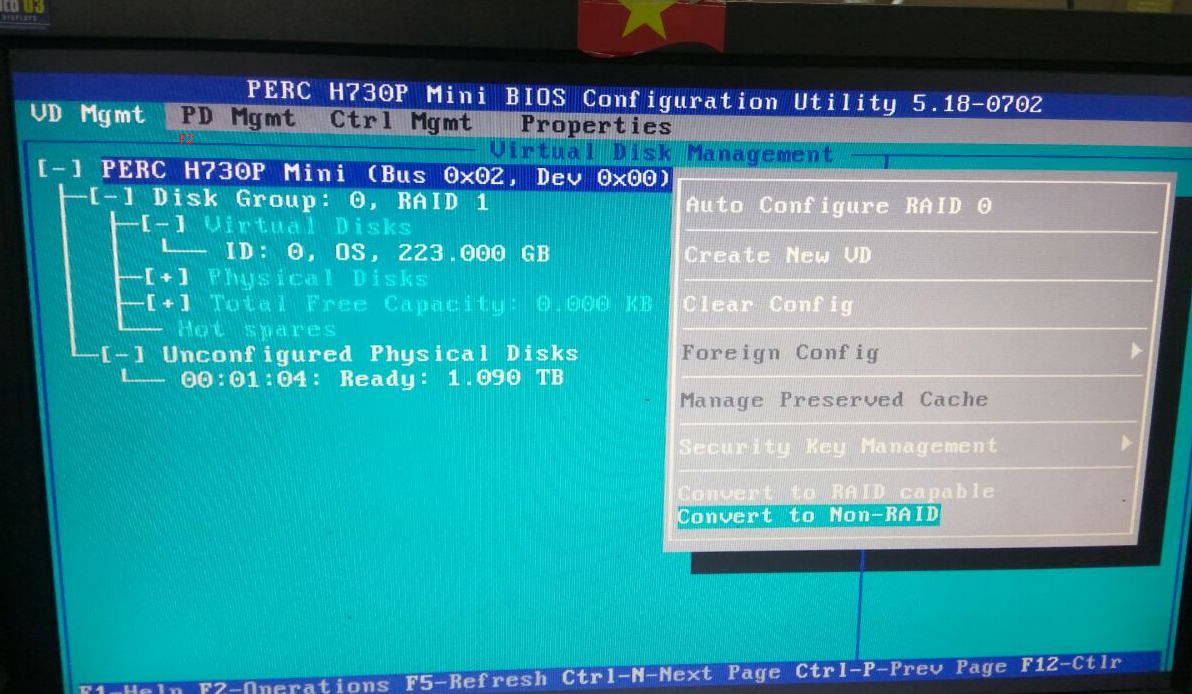 DISPLAYS
PERC H730P Mini BIOS Configuration Utility 5.18-0702
VD Mgmt PD Mgmt Ctrl Mgmt Properties
Virtual Disk Management
[-] PERC H730P Mini (Bus 0x02, Dev 0x00)
[-] Disk Group: 0, RAID 1
[-] Virtual Disks
ID: 0, OS, 223.000 GB
[+] Physical Disks
[+] Total Free Capacity: 0.000 KB
Hot spares
[-] Unconfigured Physical Disks
00:01:04: Ready: 1.090 TB
Auto Configure RAID 0
Create New VD
Clear Config
Foreign Config
Manage Preserved Cache
Security Key Management
Convert to RAID capable
Convert to Non-RAID
F1-Help F2-Operations F5-Refresh Ctrl-N-Next Page Ctrl-P-Prev Page F12-Ctlr